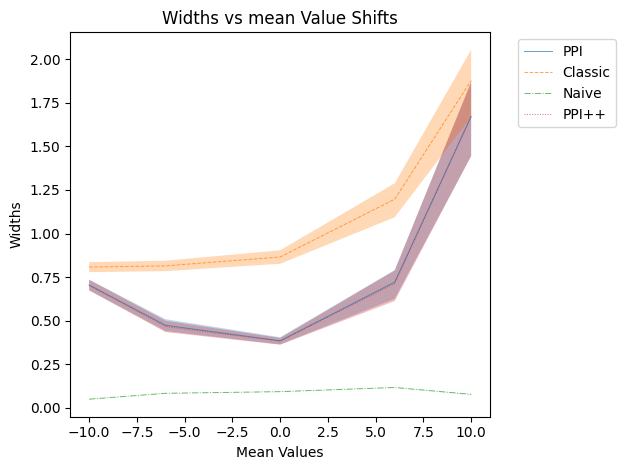 Widths vs mean Value Shifts
PPI
Classic
Naive
PPI++
Widths
2.00
1.75
1.50
1.25
1.00
0.75
0.50
0.25
0.00
−10.0 −7.5 −5.0 −2.5 0.0 2.5 5.0 7.5 10.0
Mean Values